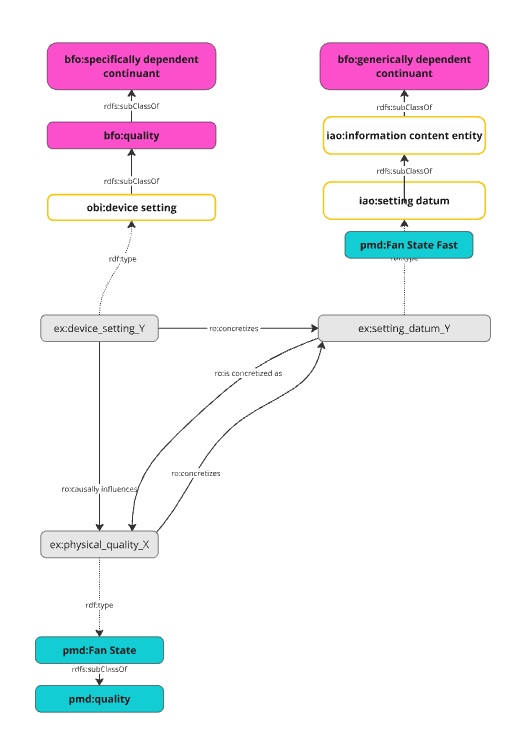 bfo:specifically dependent
continuant
bfo:generically dependent
continuant
rdfs:subClassOf
rdfs:subClassOf
bfo:quality
iao:information content entity
rdfs:subClassOf
rdfs:subClassOf
obi:device setting
iao:setting datum
pmd:Fan State Fast
rdf:type
rdf:type
ex:device_setting_Y
ro:concretizes
ex:setting_datum_Y
ro:is concretized as
ro:concretizes
ro:causally influences
ex:physical_quality_X
rdf:type
pmd:Fan State
rdfs:subClassOf
pmd:quality